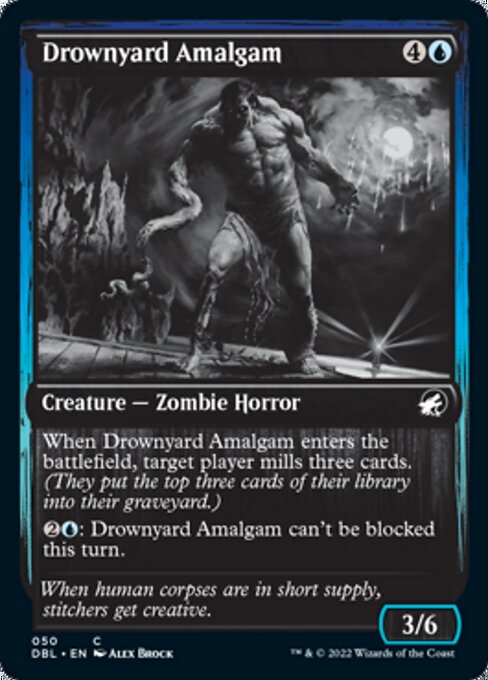 Drownyard Amalgam 4
Creature — Zombie Horror
When Drownyard Amalgam enters the
battlefield, target player mills three cards.
(They put the top three cards of their library
into their graveyard.)
2: Drownyard Amalgam can't be blocked
this turn.
When human corpses are in short supply,
stitchers get creative.
3/6
050 C
DBL • EN Alex Brock
™ & © 2022 Wizards of the Coast